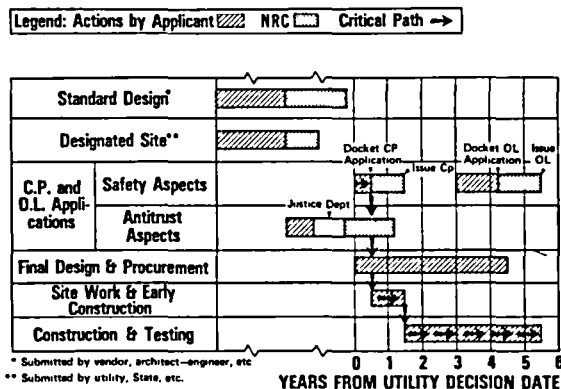 Legend: Actions by Applicant NRC Critical Path
Standard Design*
Designated Site**
C.P. and O.L. Appli-cations
Safety Aspects
Docket CP Application
Issue Cp
Docket OL Application
Issue OL
Antitrust Aspects
Justice Dept
Final Design & Procurement
Site Work & Early Construction
Construction & Testing
* Submitted by vendor, architect-engineer, etc
** Submitted by utility, State, etc.
0 1 2 3 4 5 6
YEARS FROM UTILITY DECISION DATE